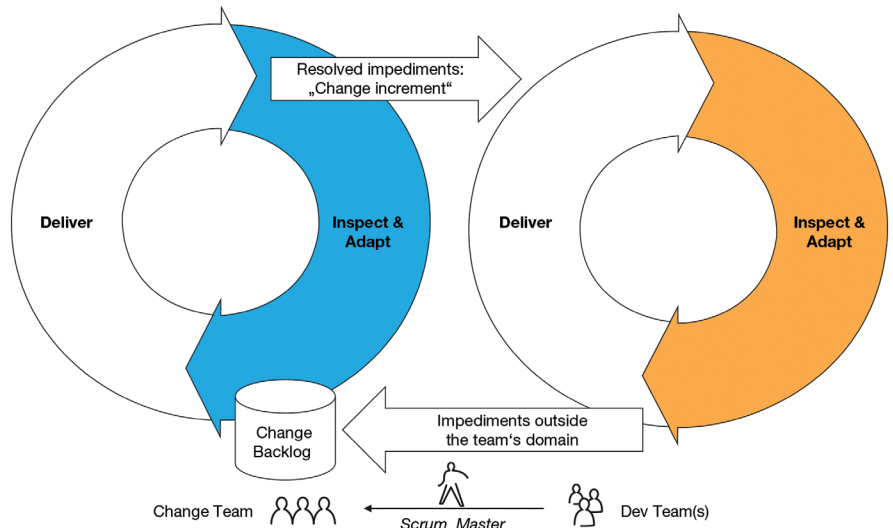 Resolved impediments:
„Change increment“
Deliver
Inspect &
Adapt
Deliver
Inspect &
Adapt
Change
Backlog
Impediments outside
the team‘s domain
Change Team
Scrum Master
Dev Team(s)